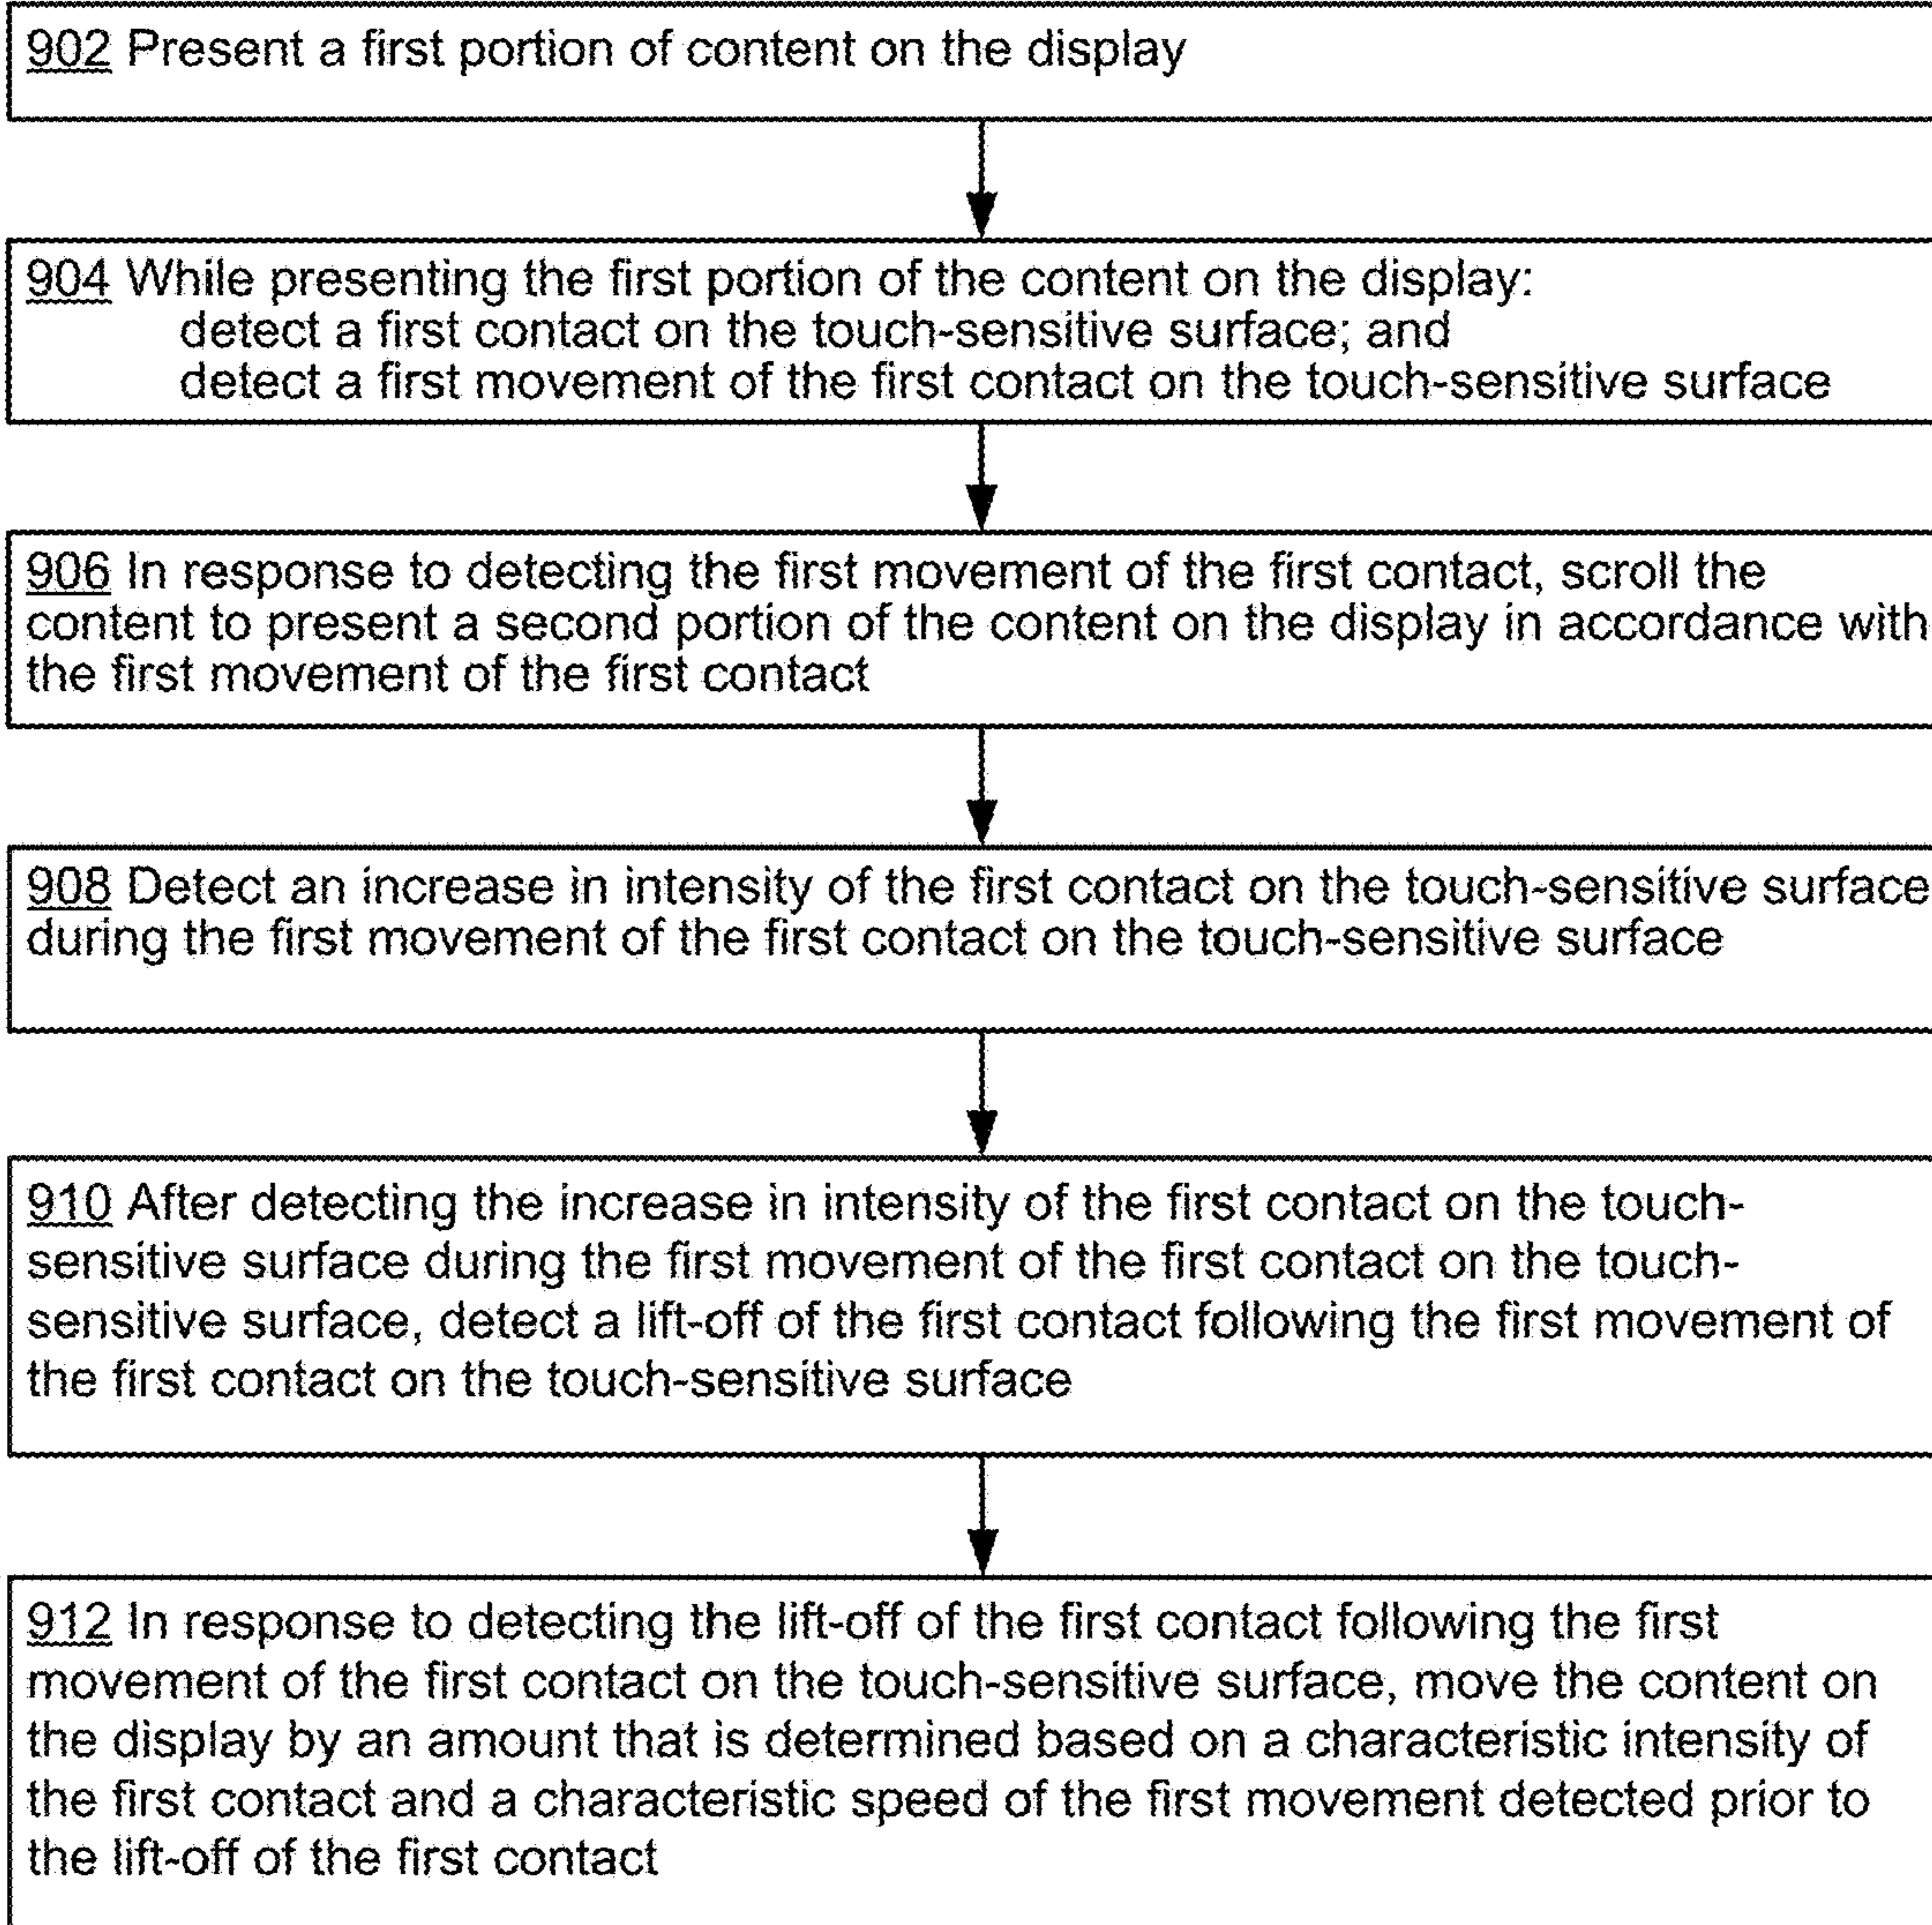 902 Present a first portion of content on the display
904 While presenting the first portion of the content on the display:
detect a first contact on the touch-sensitive surface; and
detect a first movement of the first contact on the touch-sensitive surface
906 In response to detecting the first movement of the first contact, scroll the
content to present a second portion of the content on the display in accordance with
the first movement of the first contact
908 Detect an increase in intensity of the first contact on the touch-sensitive surface
during the first movement of the first contact on the touch-sensitive surface
910 After detecting the increase in intensity of the first contact on the touch-
sensitive surface during the first movement of the first contact on the touch-
sensitive surface, detect a lift-off of the first contact following the first movement of
the first contact on the touch-sensitive surface
912 In response to detecting the lift-off of the first contact following the first
movement of the first contact on the touch-sensitive surface, move the content on
the display by an amount that is determined based on a characteristic intensity of
the first contact and a characteristic speed of the first movement detected prior to
the lift-off of the first contact